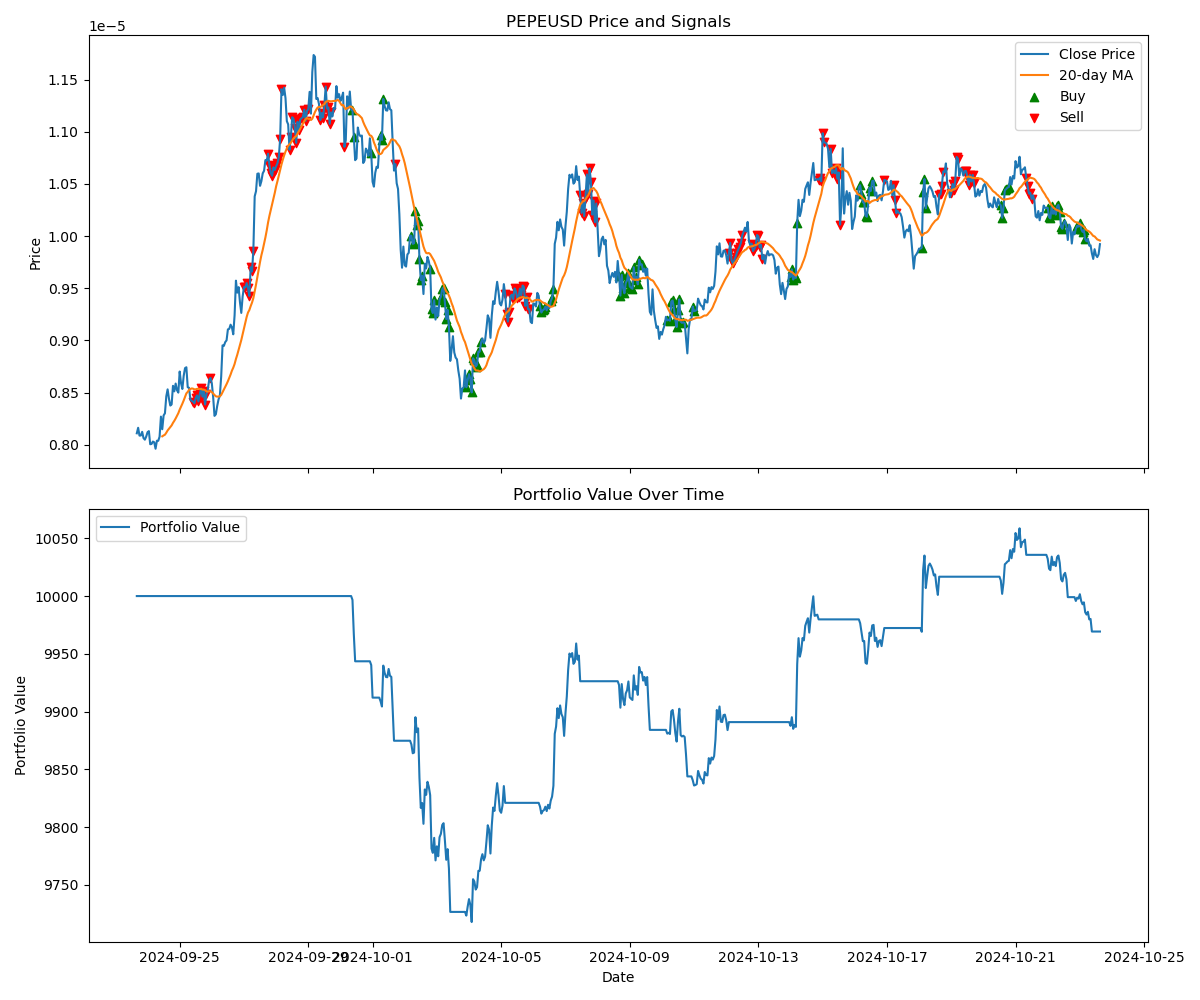 PEPEUSD Price and Signals
1e−5
Close Price
20-day MA
Buy
Sell
1.15
1.10
1.05
1.00
0.95
0.90
0.85
0.80
Price
Portfolio Value Over Time
Portfolio Value
10050
10000
9950
9900
9850
9800
9750
Portfolio Value
2024-09-25
2024-09-29
2024-10-01
2024-10-05
2024-10-09
2024-10-13
2024-10-17
2024-10-21
2024-10-25
Date